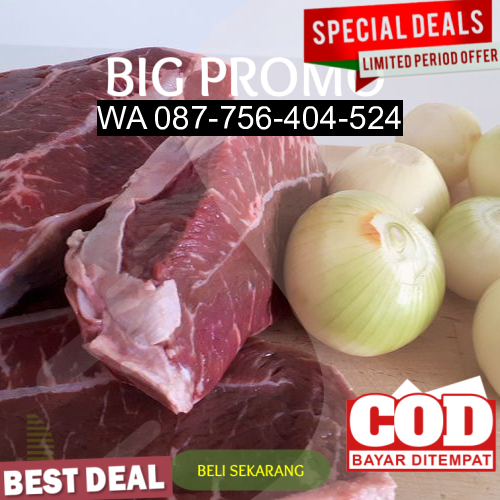 SPECIAL DEALS
LIMITED PERIOD OFFER
BIG PROMO
WA 087-756-404-524
COD
BAYAR DITEMPAT
BEST DEAL
BELI SEKARANG